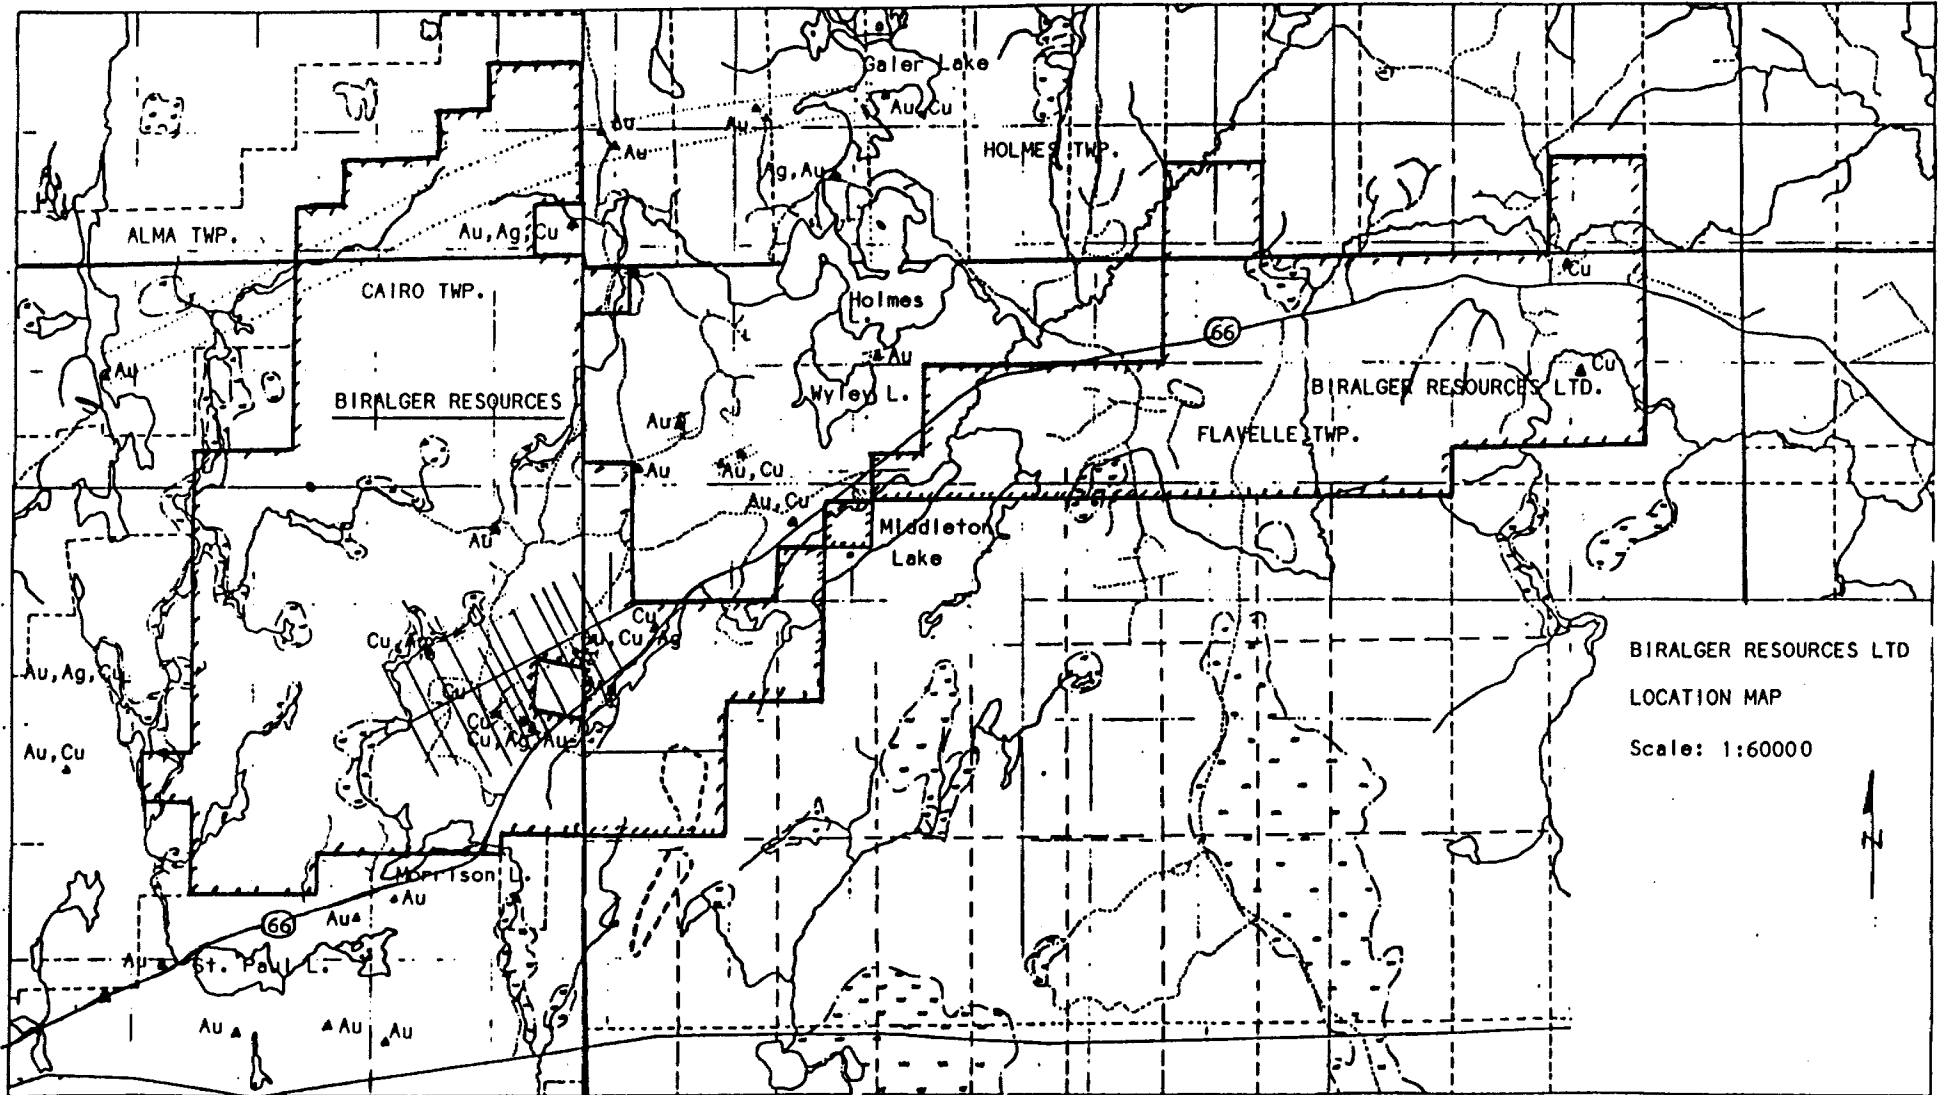 Galer Lake
Au,Cu
Au
Au
Au
HOLMES TWP.
Ag,Au
ALMA TWP.
Au,Ag,Cu
Cu
CAIRO TWP.
Holmes
L.
66
Au
Au
Cu
BIRALGER RESOURCES
Wyley L.
BIRALGER RESOURCES LTD.
Au
FLAVELLE TWP.
Au
Au,Cu
Au,Cu
Au
Middleton
Lake
Cu
Cu,Ag
BIRALGER RESOURCES LTD
Au,Ag,Cu
Cu
LOCATION MAP
Cu
Cu,Ag,Au
Au,Cu
Scale: 1:60000
N
Morrison L.
Au
Au
66
Au
St. Paul L.
Au
Au
Au